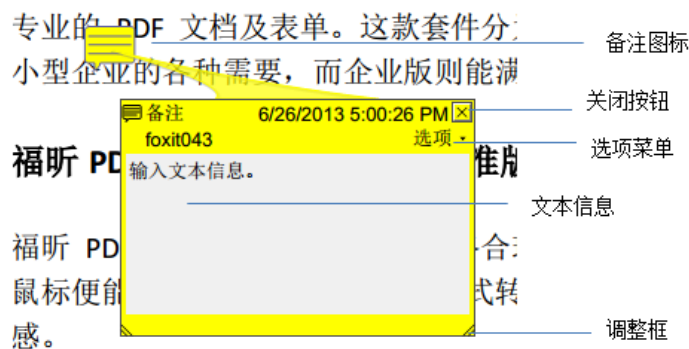 专业的 PDF 文档及表单。这款套件分
备注图标
小型企业的各种需要，而企业版则能满
关闭按钮
备注 6/26/2013 5:00:26 PM
foxit043 选项
选项菜单
福昕 PD 准版
输入文本信息。
文本信息
福昕 PD 合
鼠标便能 式转
调整框
感。